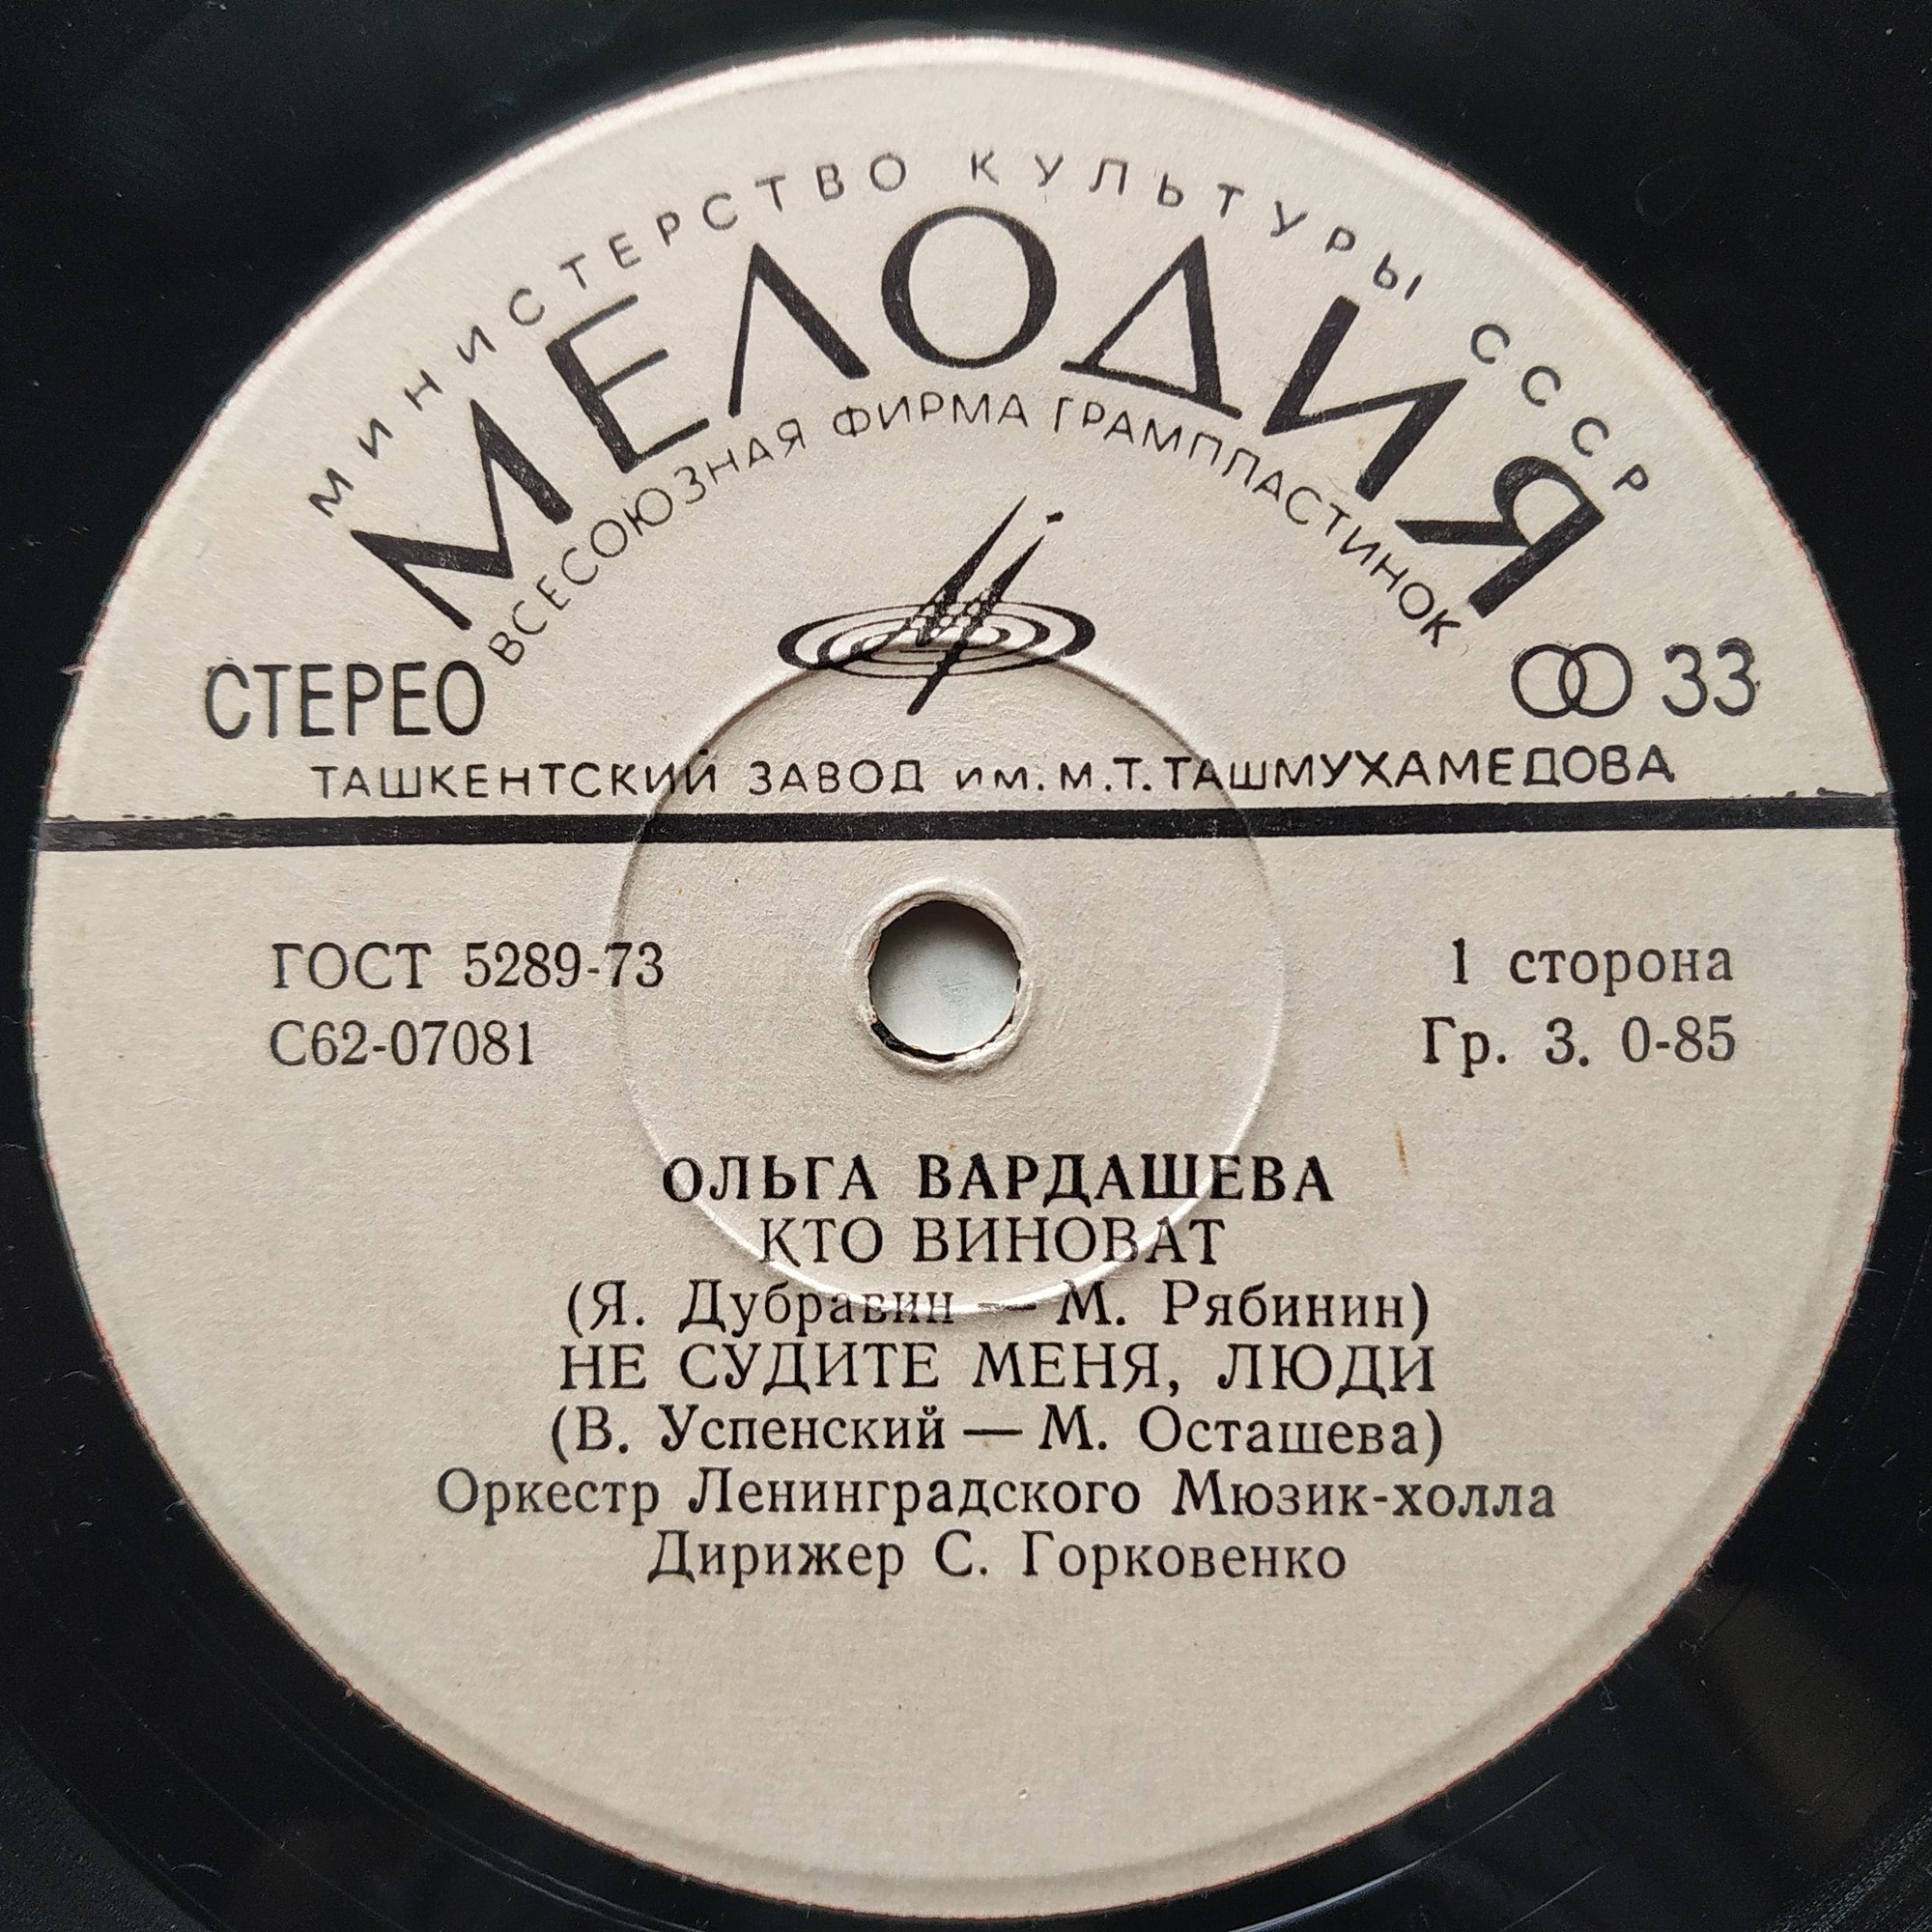 МИНИСТЕРСТВО КУЛЬТУРЫ СССР
МЕЛОДИЯ
ВСЕСОЮЗНАЯ ФИРМА ГРАМПЛАСТИНОК
СТЕРЕО 33
ТАШКЕНТСКИЙ ЗАВОД им. М.Т. ТАШМУХАМЕДОВА
ГОСТ 5289-73 1 сторона
С62-07081 Гр. 3. 0-85
ОЛЬГА ВАРДАШЕВА
КТО ВИНОВАТ
(Я. Дубравин — М. Рябинин)
НЕ СУДИТЕ МЕНЯ, ЛЮДИ
(В. Успенский — М. Осташева)
Оркестр Ленинградского Мюзик-холла
Дирижер С. Горковенко